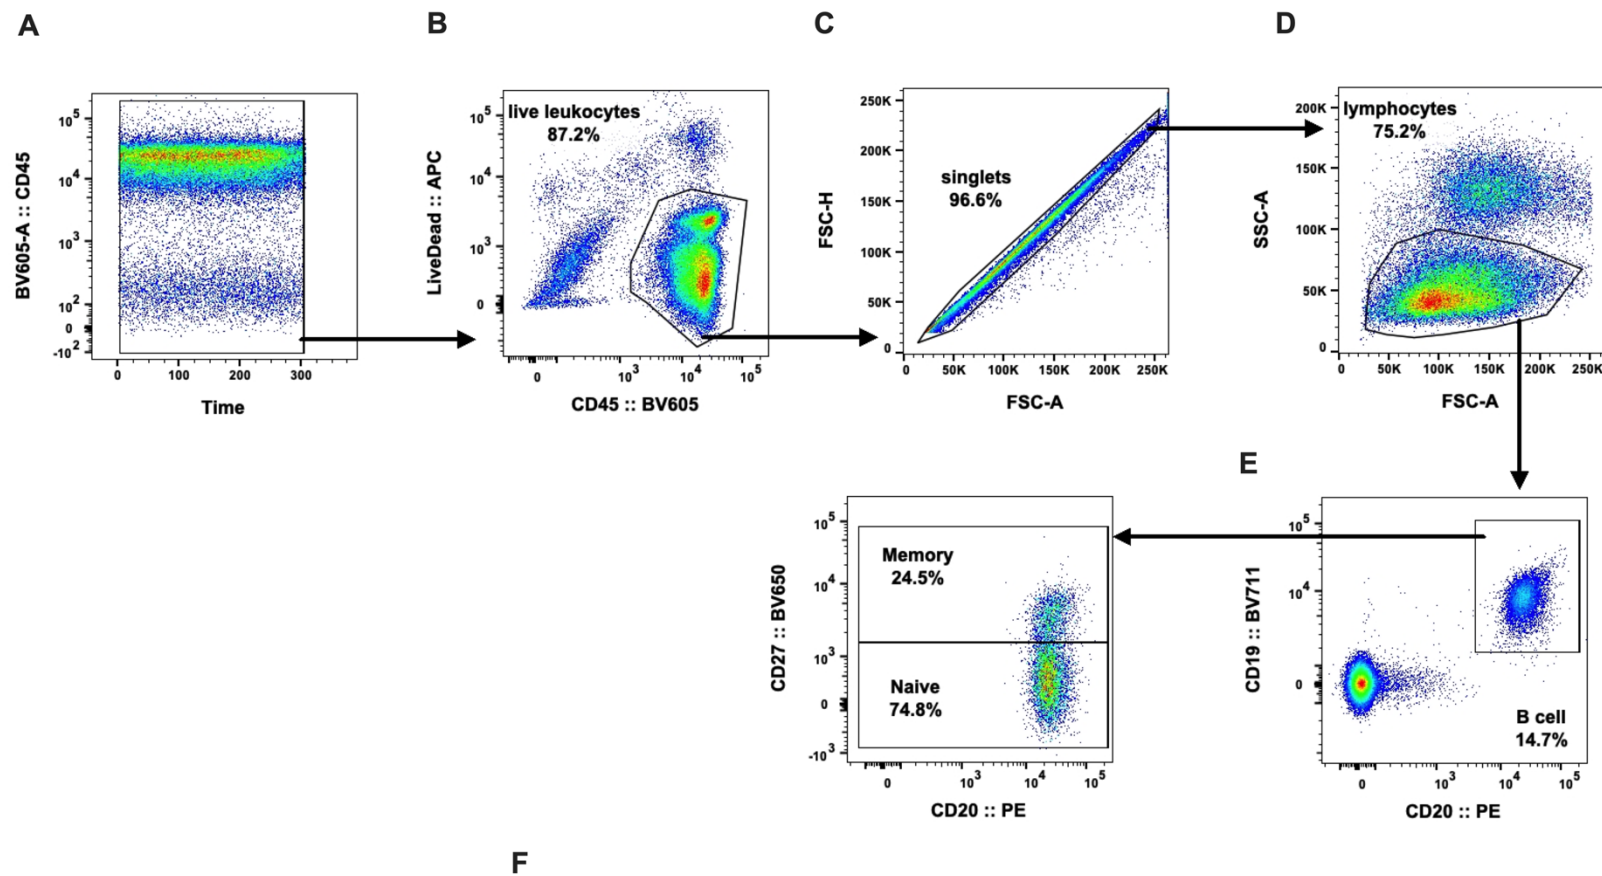 A
B
C
D
BV605-A :: CD45
10^5
10^4
10^3
10^2
0
-10^2
0 100 200 300
Time
LiveDead :: APC
live leukocytes
87.2%
10^5
10^4
10^3
0
0 10^3 10^4 10^5
CD45 :: BV605
FSC-H
singlets
96.6%
250K
200K
150K
100K
50K
0
0 50K 100K 150K 200K 250K
FSC-A
SSC-A
lymphocytes
75.2%
200K
150K
100K
50K
0
0 50K 100K 150K 200K 250K
FSC-A
E
CD27 :: BV650
10^5
10^4
10^3
0
-10^3
Memory
24.5%
Naive
74.8%
0 10^3 10^4 10^5
CD20 :: PE
CD19 :: BV711
10^5
10^4
0
B cell
14.7%
0 10^3 10^4 10^5
CD20 :: PE
F